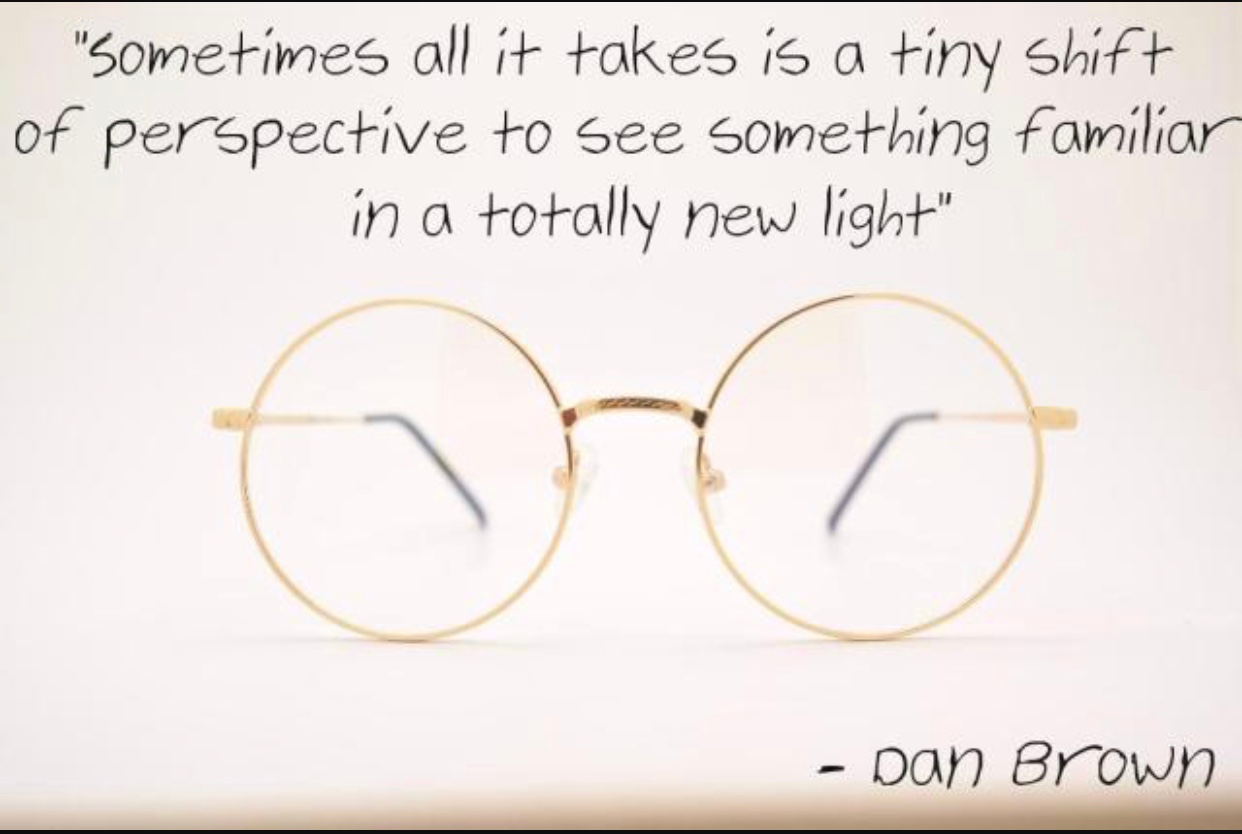 "Sometimes all it takes is a tiny shift
of perspective to see something familiar
in a totally new light"
- Dan Brown